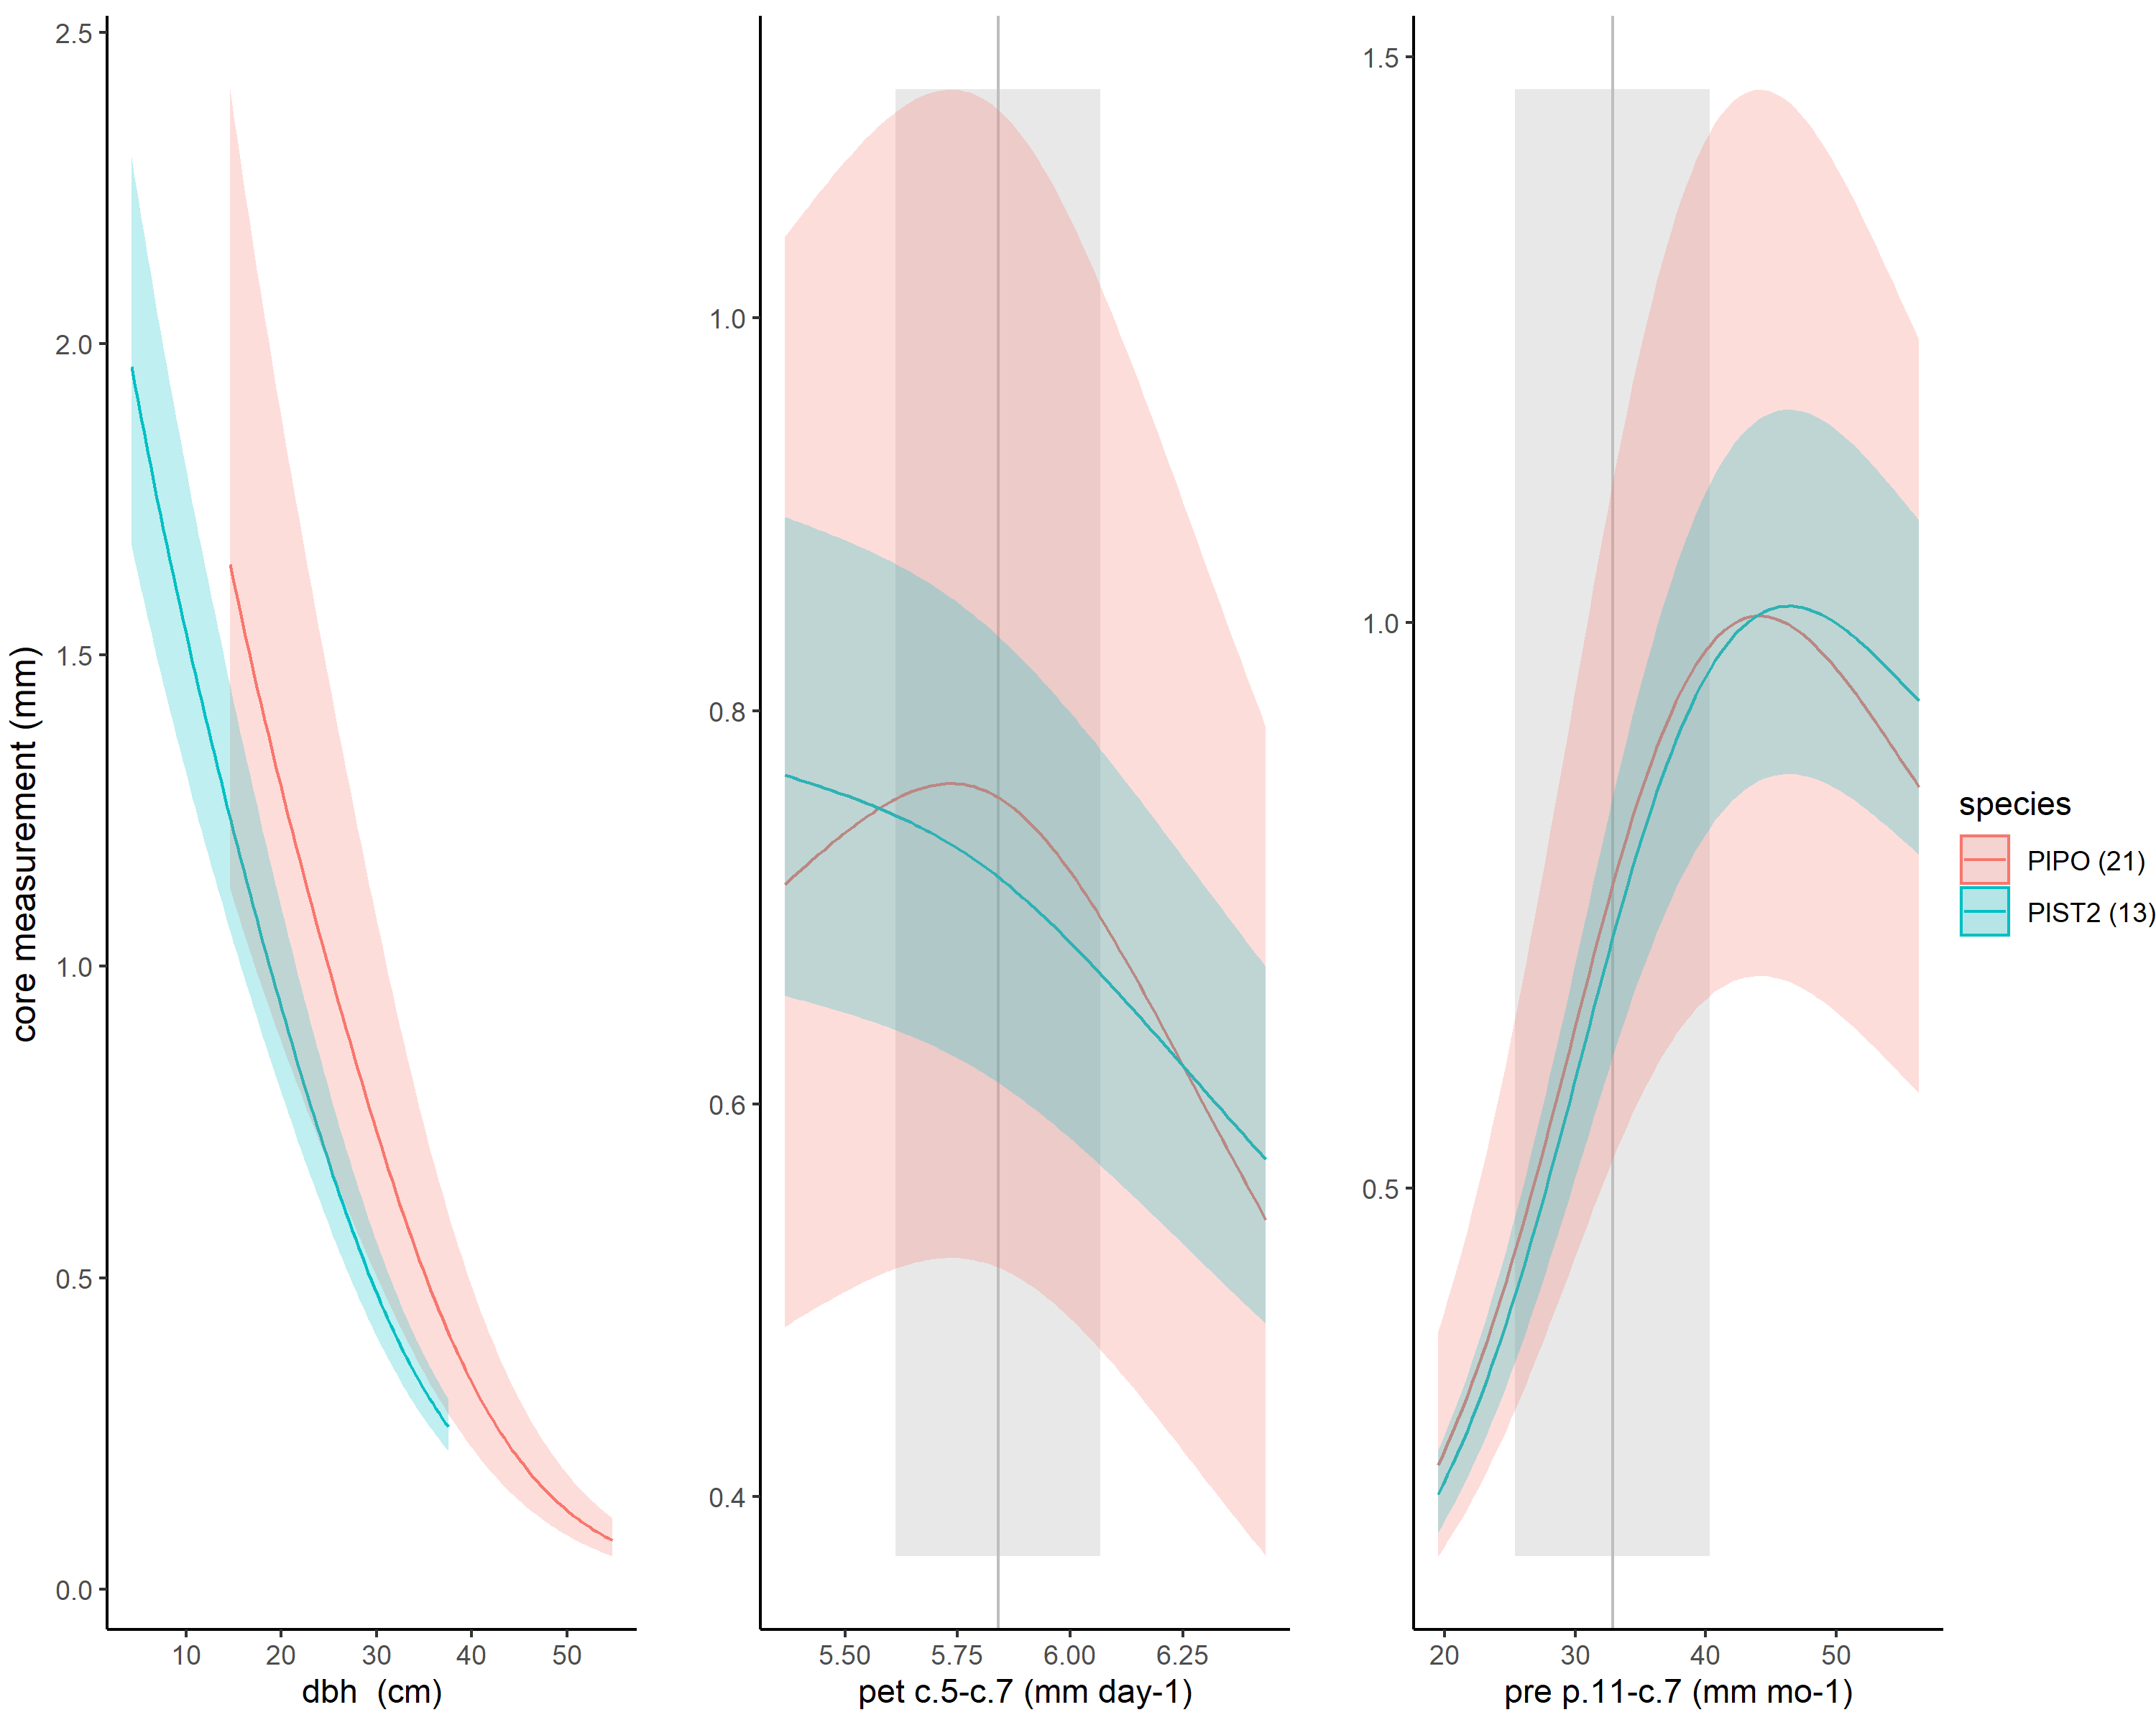 core measurement (mm)
2.5
2.0
1.5
1.0
0.5
0.0
10 20 30 40 50
dbh  (cm)
1.0
0.8
0.6
0.4
5.50 5.75 6.00 6.25
pet c.5-c.7 (mm day-1)
1.5
1.0
0.5
20 30 40 50
pre p.11-c.7 (mm mo-1)
species
PIPO (21)
PIST2 (13)